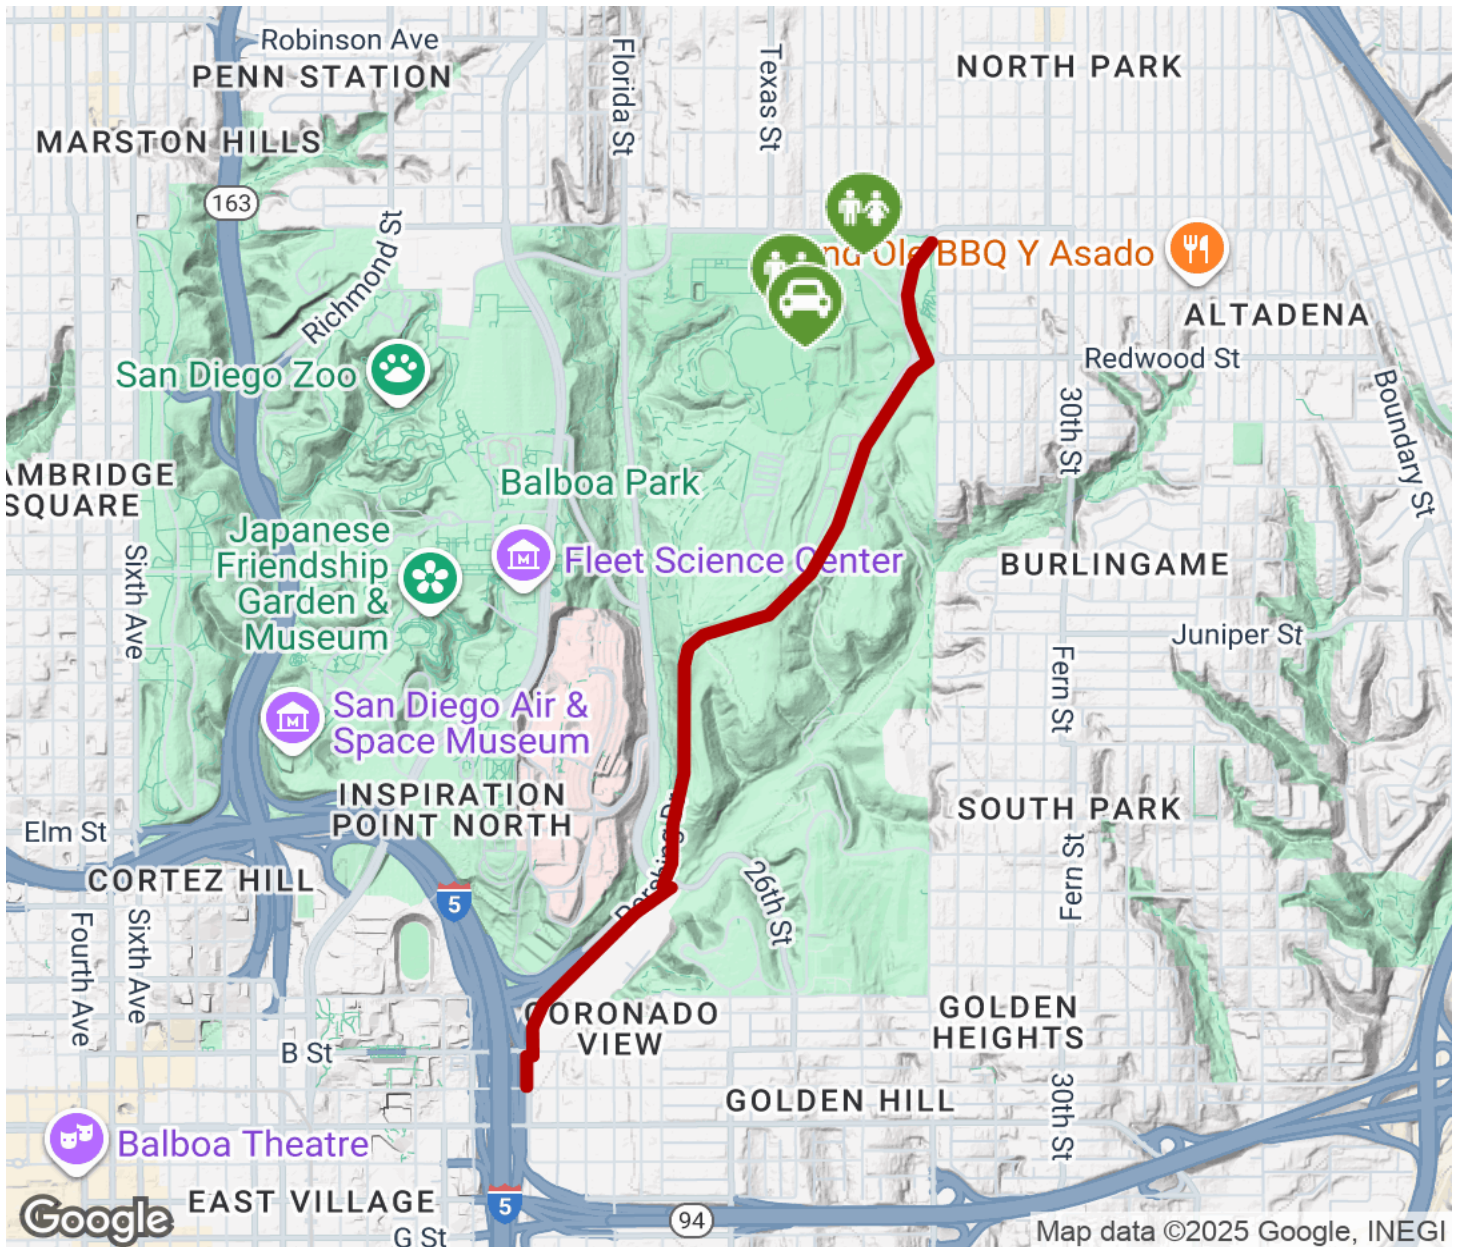 Robinson Ave
PENN STATION
Florida St
Texas St
NORTH PARK
MARSTON HILLS
163
Richmond St
nd Ole BBQ Y Asado
ALTADENA
San Diego Zoo
Redwood St
30th St
Boundary St
AMBRIDGE
SQUARE
Balboa Park
Japanese
Friendship
Garden &
Museum
Fleet Science Center
Sixth Ave
BURLINGAME
Juniper St
Fern St
San Diego Air &
Space Museum
INSPIRATION
POINT NORTH
SOUTH PARK
Elm St
CORTEZ HILL
5
26th St
Fern St
Fourth Ave
Sixth Ave
CORONADO
VIEW
GOLDEN
HEIGHTS
B St
GOLDEN HILL
30th St
Balboa Theatre
EAST VILLAGE
5
94
G St
Google
Map data ©2025 Google, INEGI